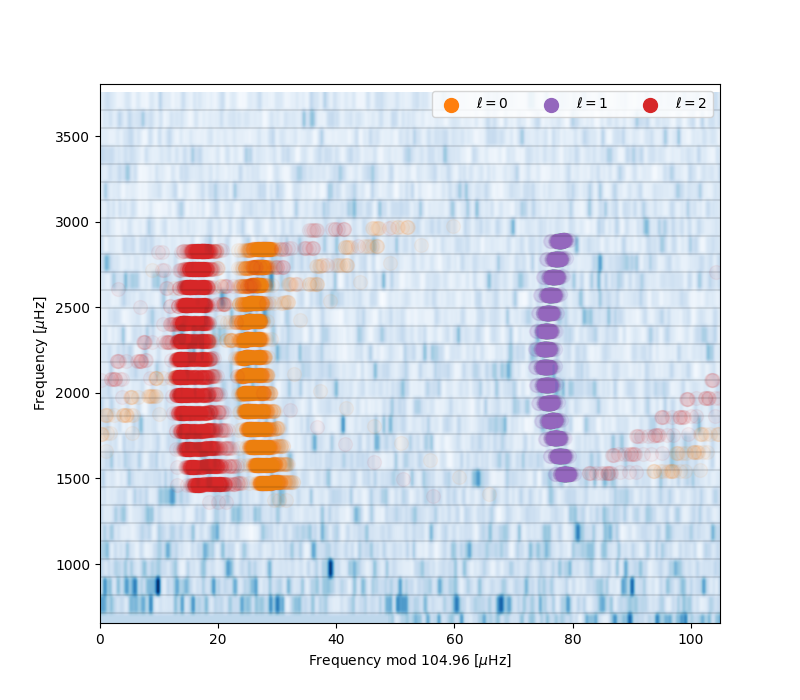 ℓ = 0 ℓ = 1 ℓ = 2
3500
3000
2500
2000
1500
1000
Frequency [μHz]
0 20 40 60 80 100
Frequency mod 104.96 [μHz]